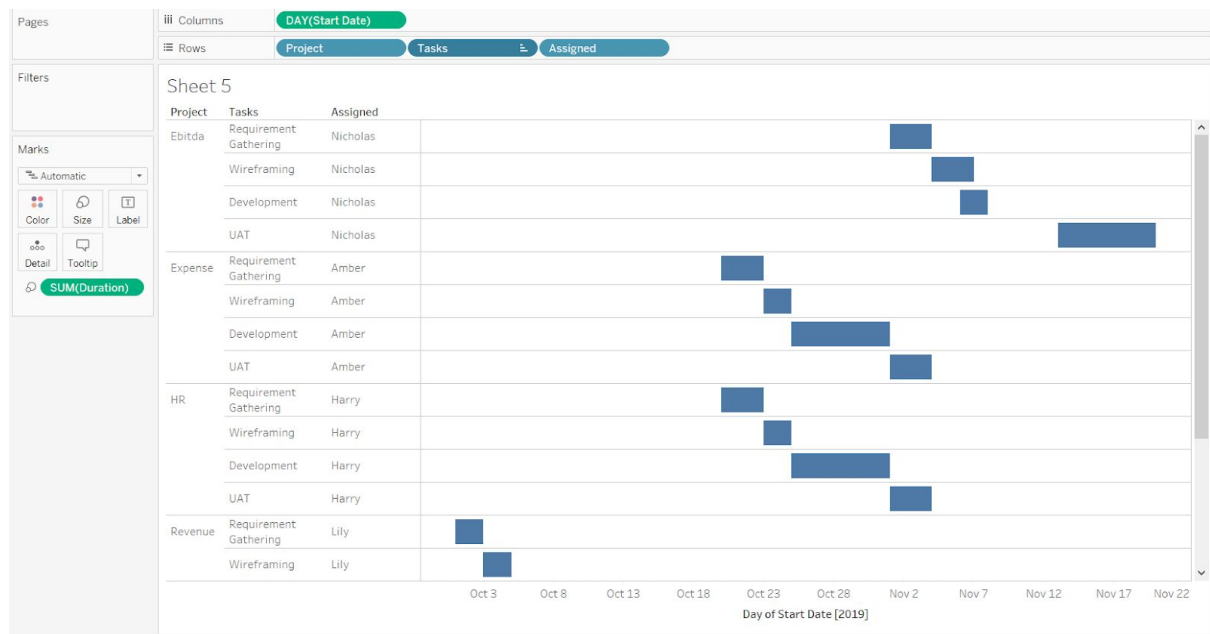 Pages
iii Columns DAY(Start Date)
Rows Project Tasks Assigned
Filters
Sheet 5
Project Tasks Assigned
Ebitda Requirement Gathering Nicholas
Wireframing Nicholas
Development Nicholas
UAT Nicholas
Expense Requirement Gathering Amber
Wireframing Amber
Development Amber
UAT Amber
HR Requirement Gathering Harry
Wireframing Harry
Development Harry
UAT Harry
Revenue Requirement Gathering Lily
Wireframing Lily
Oct 3 Oct 8 Oct 13 Oct 18 Oct 23 Oct 28 Nov 2 Nov 7 Nov 12 Nov 17 Nov 22
Day of Start Date [2019]
Marks
Automatic
Color Size Label
T
Detail Tooltip
SUM(Duration)